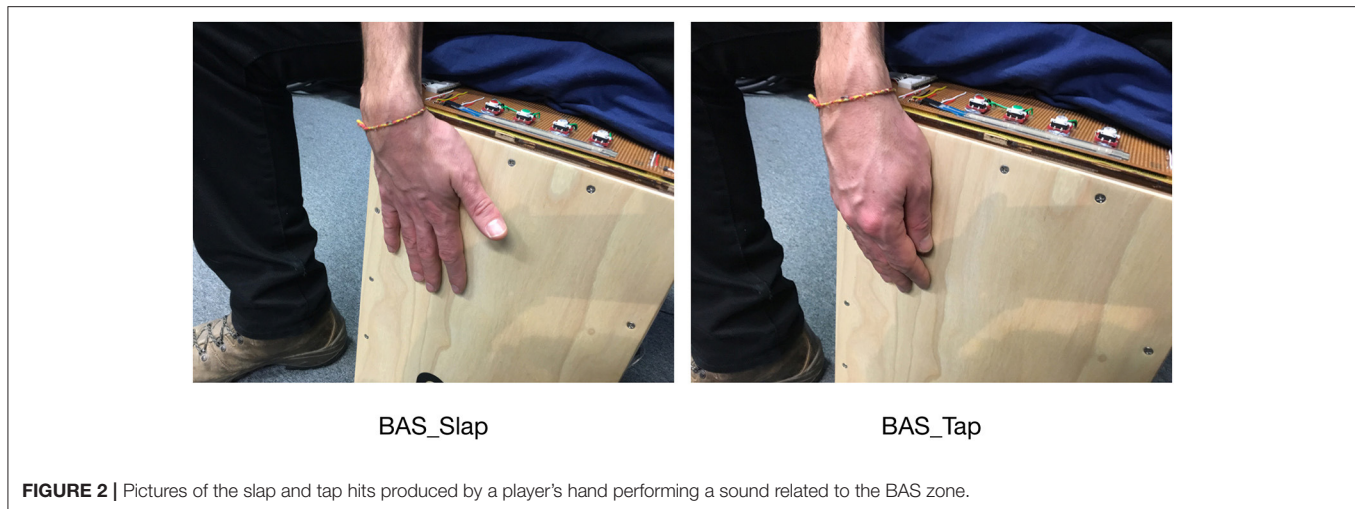 BAS_Slap
BAS_Tap
FIGURE 2 | Pictures of the slap and tap hits produced by a player's hand performing a sound related to the BAS zone.